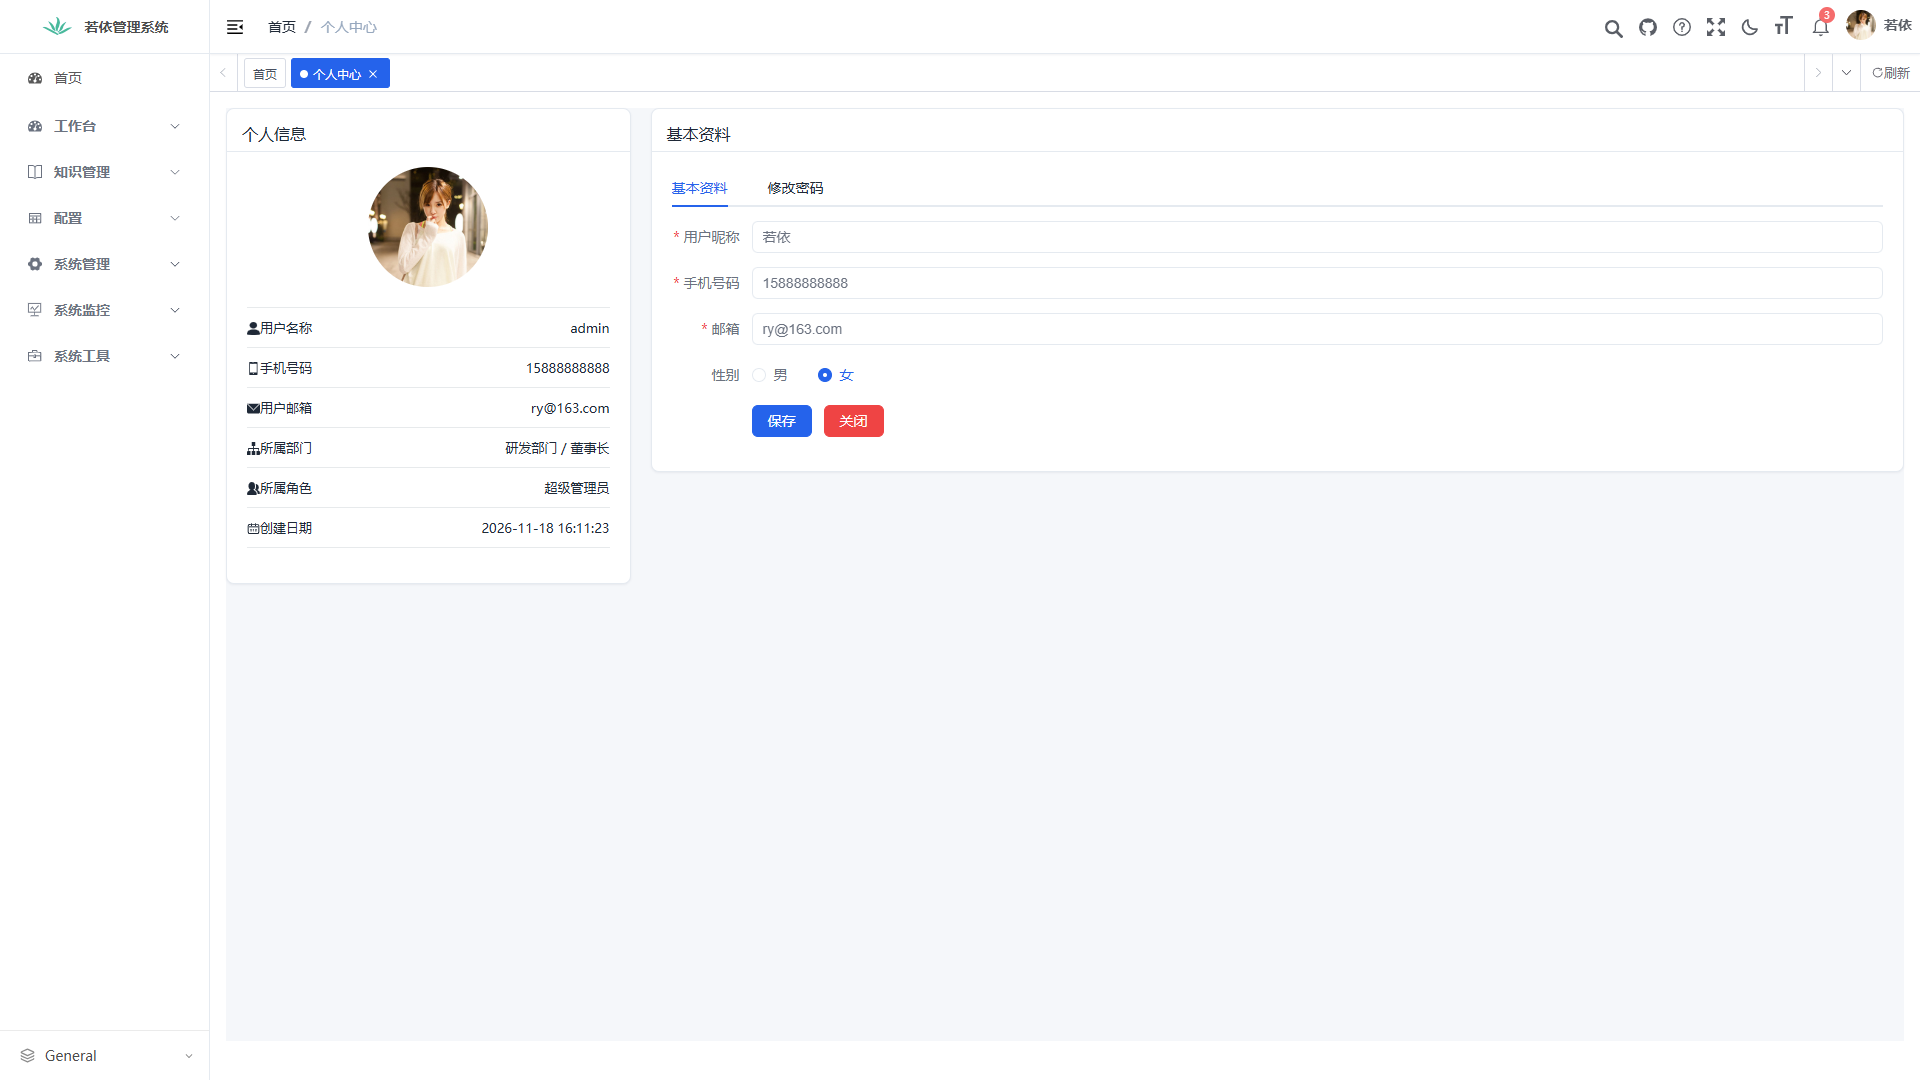 若依管理系统
首页 / 个人中心
3
若依
首页
个人中心
刷新
首页
工作台
知识管理
配置
系统管理
系统监控
系统工具
General
个人信息
用户名称 admin
手机号码 15888888888
用户邮箱 ry@163.com
所属部门 研发部门 / 董事长
所属角色 超级管理员
创建日期 2026-11-18 16:11:23
基本资料
基本资料 修改密码
* 用户昵称 若依
* 手机号码 15888888888
* 邮箱 ry@163.com
性别 男 女
保存 关闭